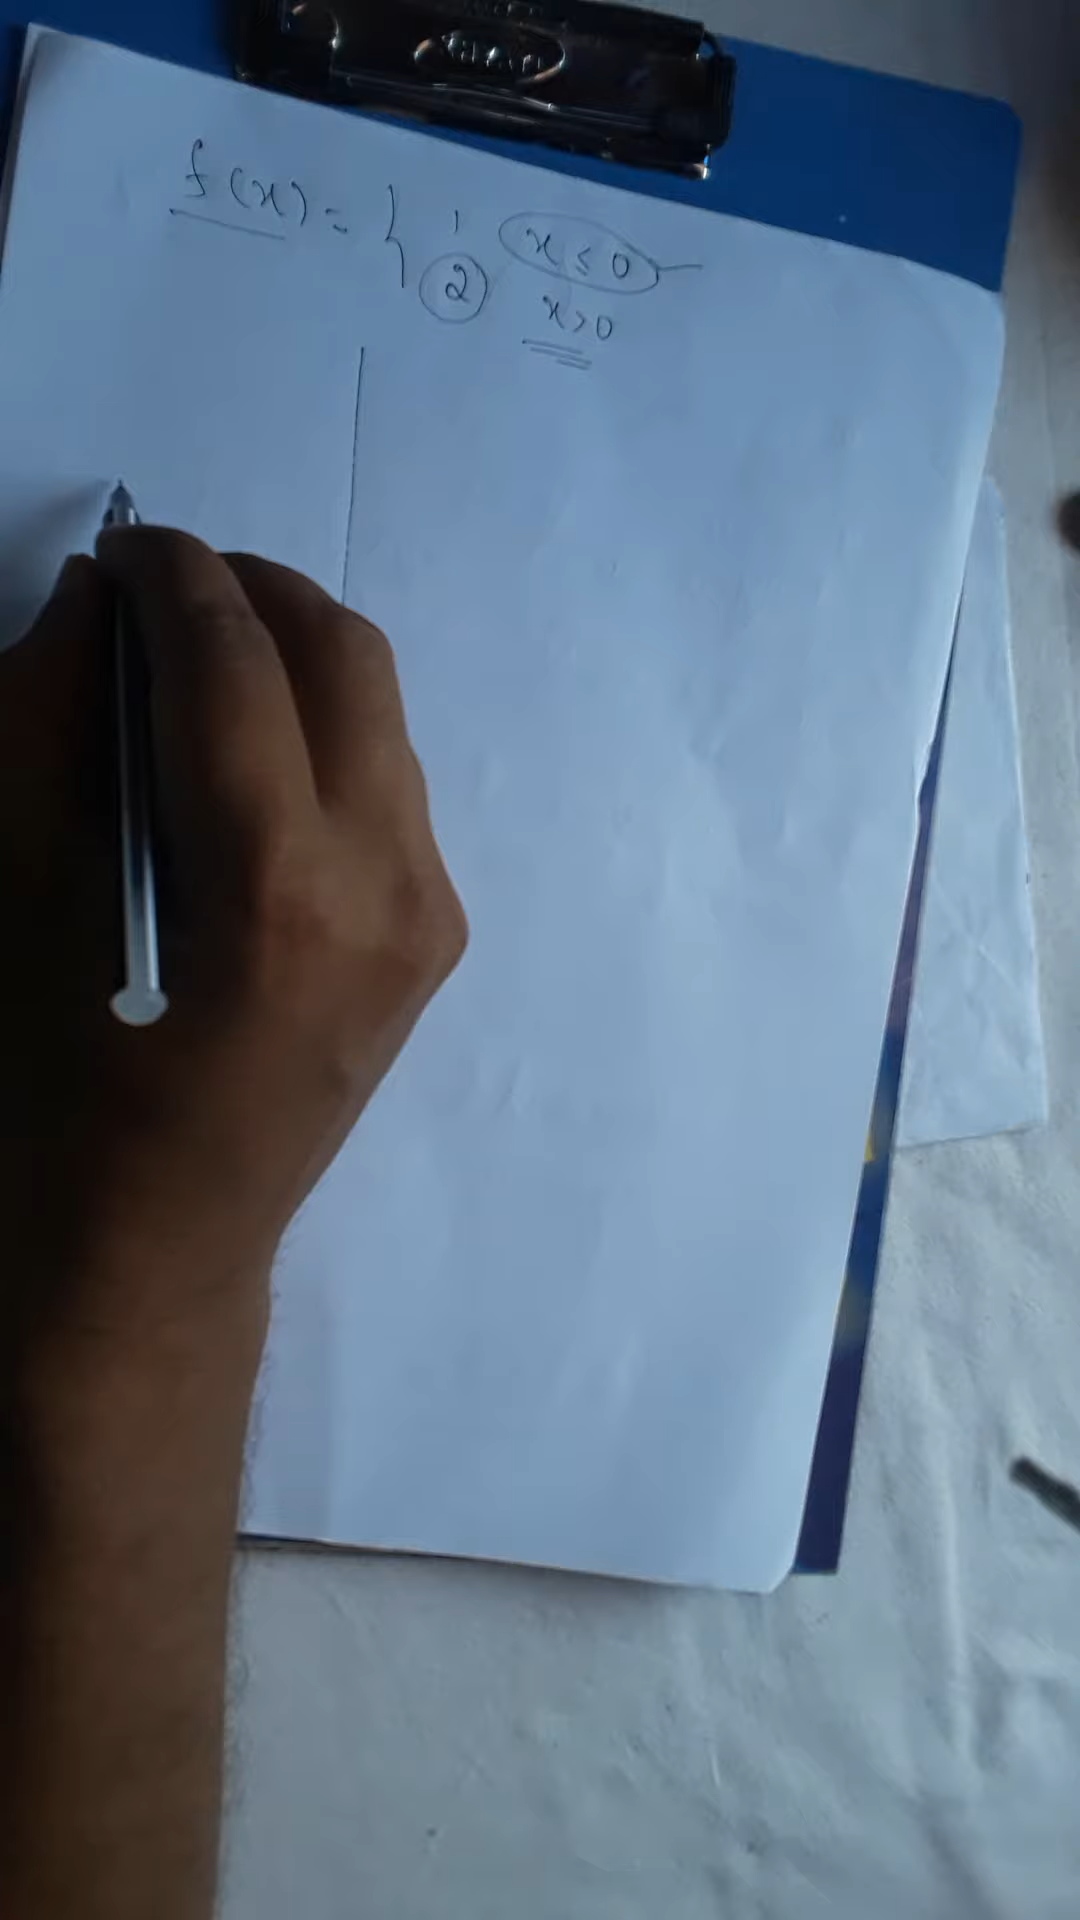 f(x) = { 1 x ≤ 0
2 x > 0